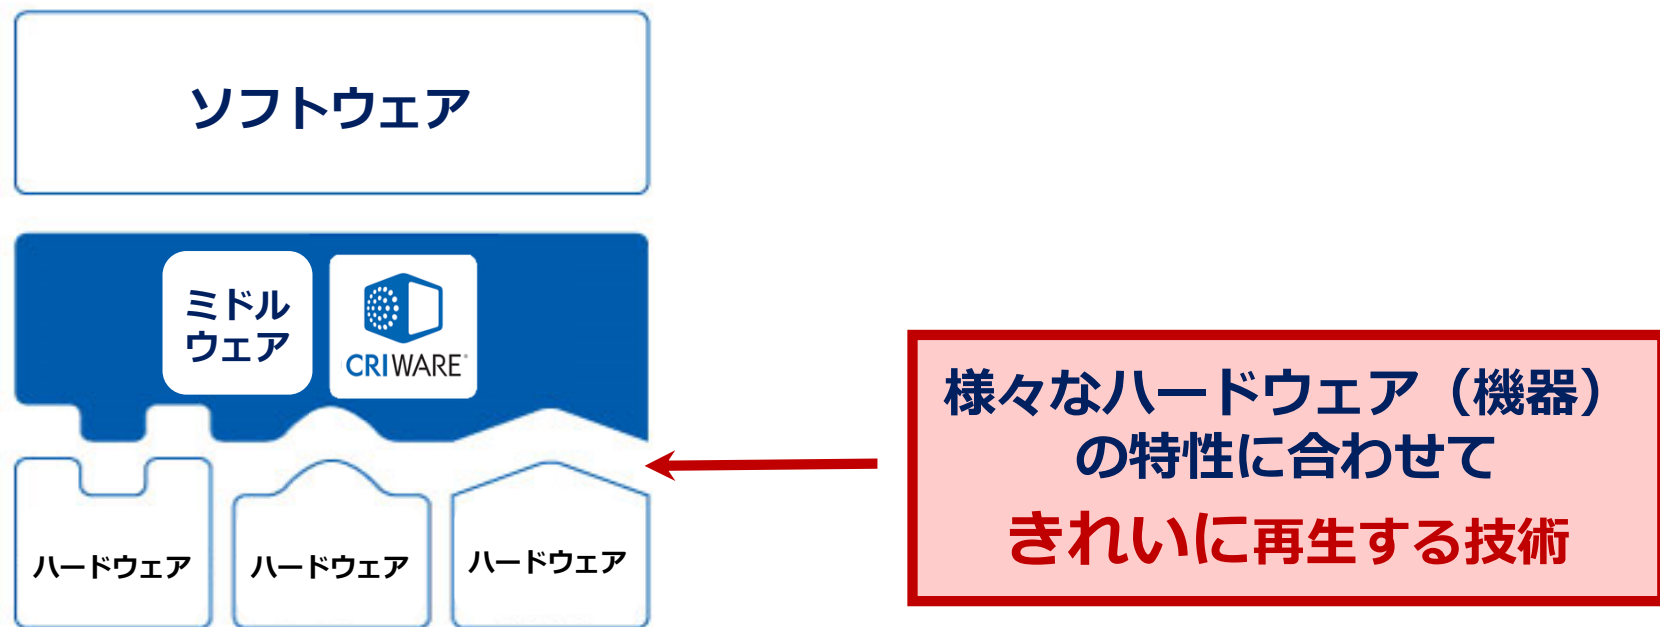 ソフトウェア
ミドル
ウェア
CRIWARE®
ハードウェア
ハードウェア
ハードウェア
様々なハードウェア（機器）
の特性に合わせて
きれいに再生する技術